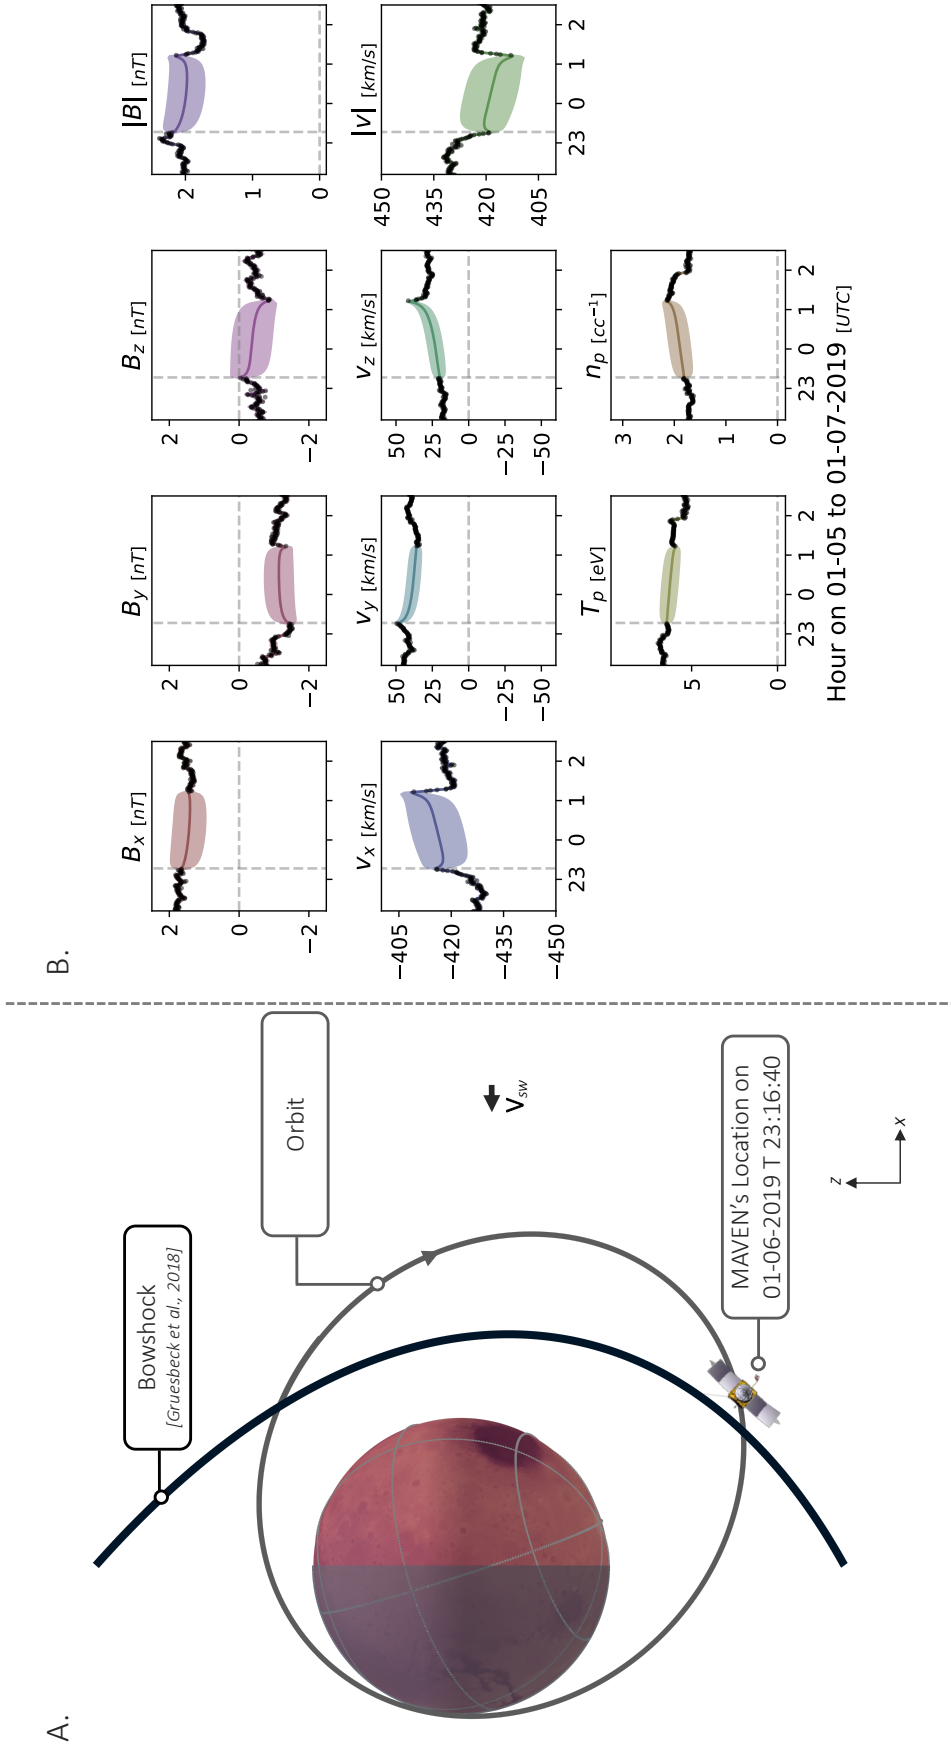 A.
Bowshock
[Gruesbeck et al., 2018]
Orbit
V_sw
MAVEN's Location on
01-06-2019 T 23:16:40
z
x
B.
B_x [nT]
2
0
−2
B_y [nT]
2
0
−2
B_z [nT]
2
0
−2
|B| [nT]
2
1
0
v_x [km/s]
−405
−420
−435
−450
23 0 1 2
v_y [km/s]
50
25
0
−25
−50
v_z [km/s]
50
25
0
−25
−50
|v| [km/s]
450
435
420
405
23 0 1 2
T_p [eV]
5
0
23 0 1 2
n_p [cc⁻¹]
3
2
1
0
23 0 1 2
Hour on 01-05 to 01-07-2019 [UTC]